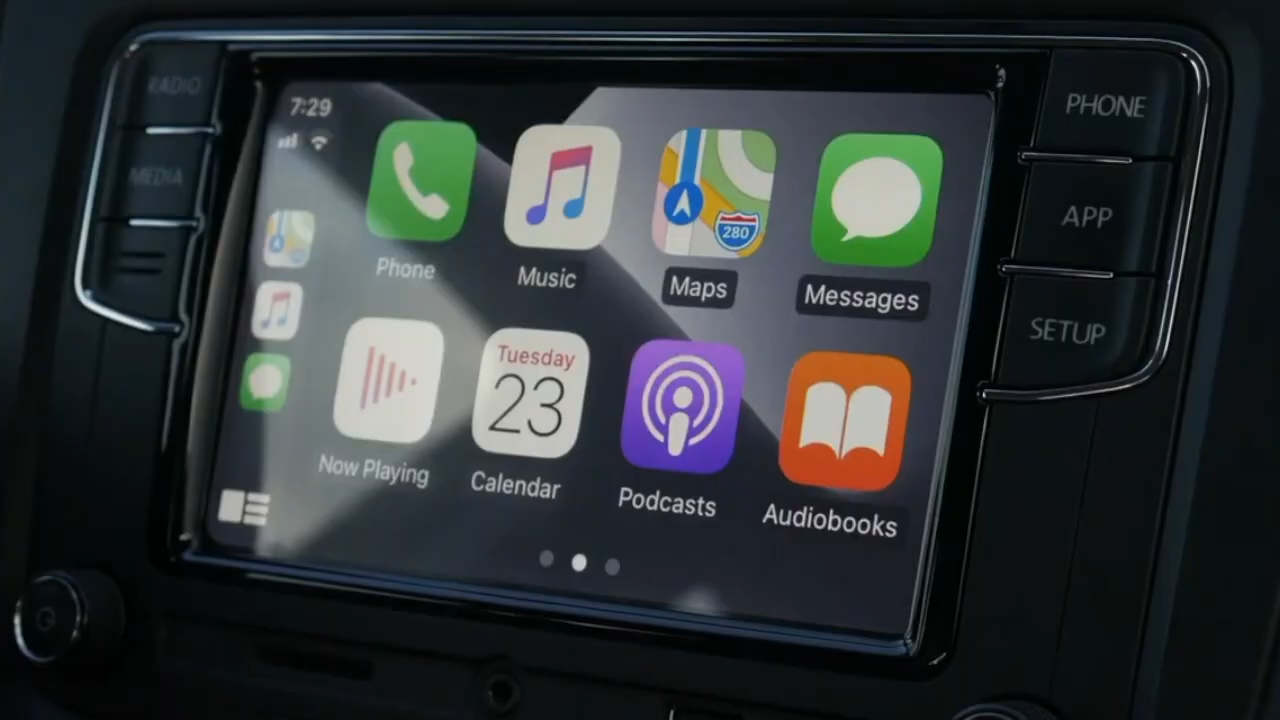 RADIO
MEDIA
7:29
280
Phone
Music
Maps
Messages
Tuesday
23
Now Playing
Calendar
Podcasts
Audiobooks
PHONE
APP
SETUP